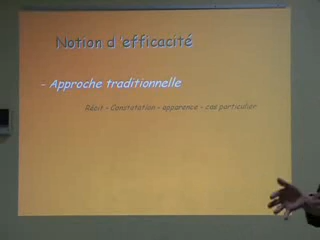 Notion d 'efficacité
- Approche traditionnelle
Récit - Constatation - apparence - cas particulier